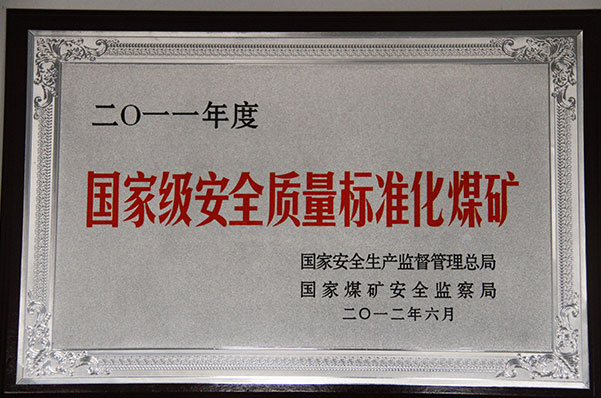 二〇一一年度
国家级安全质量标准化煤矿
国家安全生产监督管理总局
国家煤矿安全监察局
二〇一二年六月